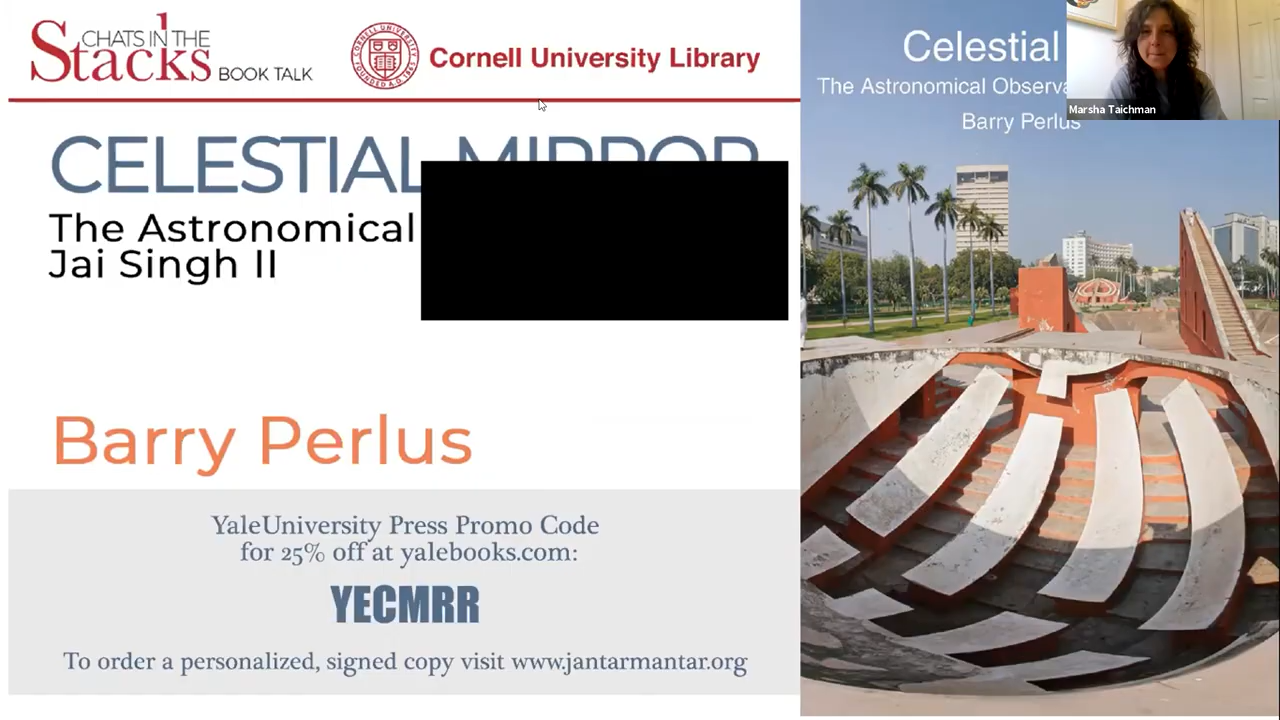 CHATS IN THE
Stacks BOOK TALK
Cornell University Library
CELESTIAL MIRROR
The Astronomical
Jai Singh II
Barry Perlus
YaleUniversity Press Promo Code
for 25% off at yalebooks.com:
YECMRR
To order a personalized, signed copy visit www.jantarmantar.org
Celestial
The Astronomical Observa
Barry Perlus
Marsha Taichman